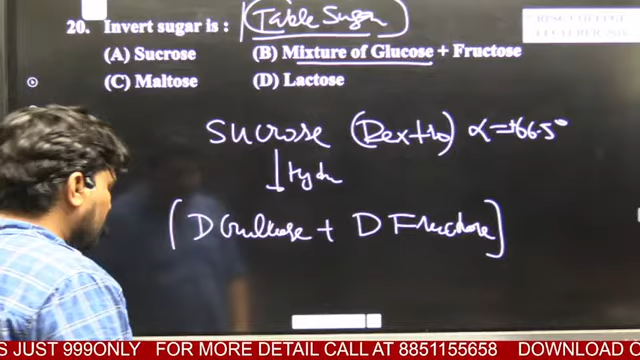 20. Invert sugar is : (Table Sugar)
(A) Sucrose (B) Mixture of Glucose + Fructose
(C) Maltose (D) Lactose
Sucrose (Dextro) α=+66.5°
↓ Hydn
(D Glucose + D Fructose)
S JUST 999ONLY FOR MORE DETAIL CALL AT 8851155658 DOWNLOAD O